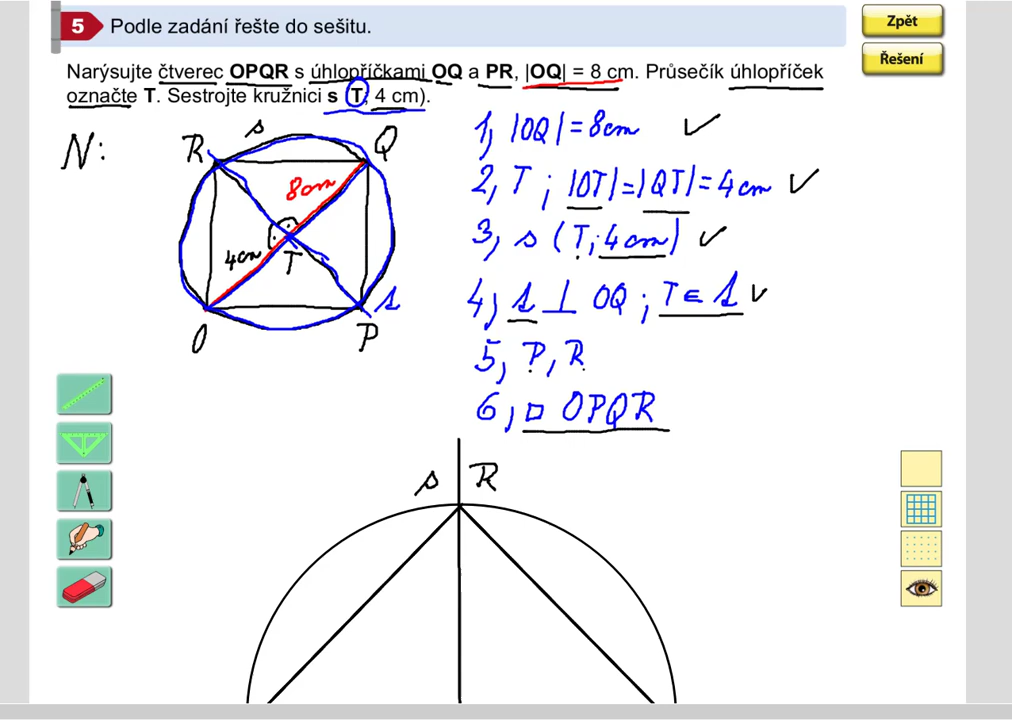 5 Podle zadání řešte do sešitu.
Zpět
Řešení
Narýsujte čtverec OPQR s úhlopříčkami OQ a PR, |OQ| = 8 cm. Průsečík úhlopříček
označte T. Sestrojte kružnici s (T, 4 cm).
N:
s
R
Q
8cm
4cm
T
s
O
P
1, |OQ| = 8cm ✓
2, T ; |OT| = |QT| = 4cm ✓
3, s (T; 4cm) ✓
4, s ⊥ OQ ; T ∈ s ✓
5, P, R
6, □ OPQR
s R